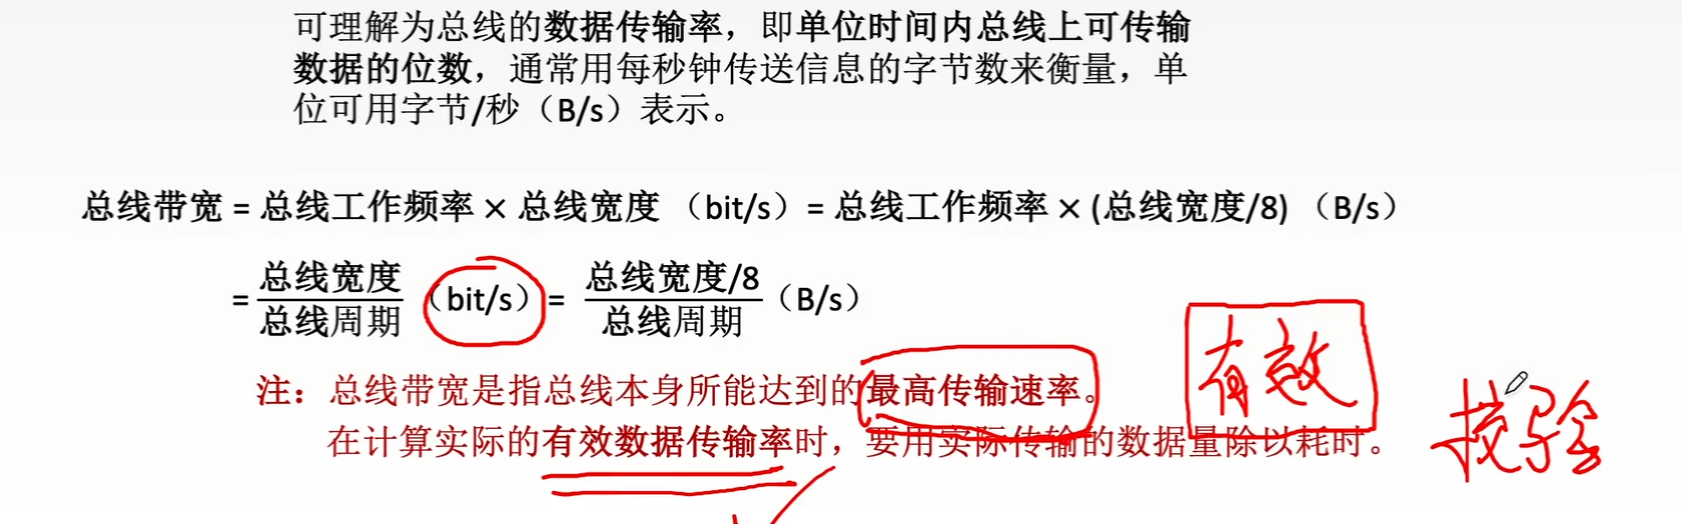 可理解为总线的数据传输率，即单位时间内总线上可传输
数据的位数，通常用每秒钟传送信息的字节数来衡量，单
位可用字节/秒（B/s）表示。
总线带宽 = 总线工作频率 × 总线宽度 （bit/s）= 总线工作频率 × (总线宽度/8) （B/s）
= 总线宽度/总线周期 （bit/s）= 总线宽度/8/总线周期（B/s）
有效
注：总线带宽是指总线本身所能达到的最高传输速率。
校验
在计算实际的有效数据传输率时，要用实际传输的数据量除以耗时。